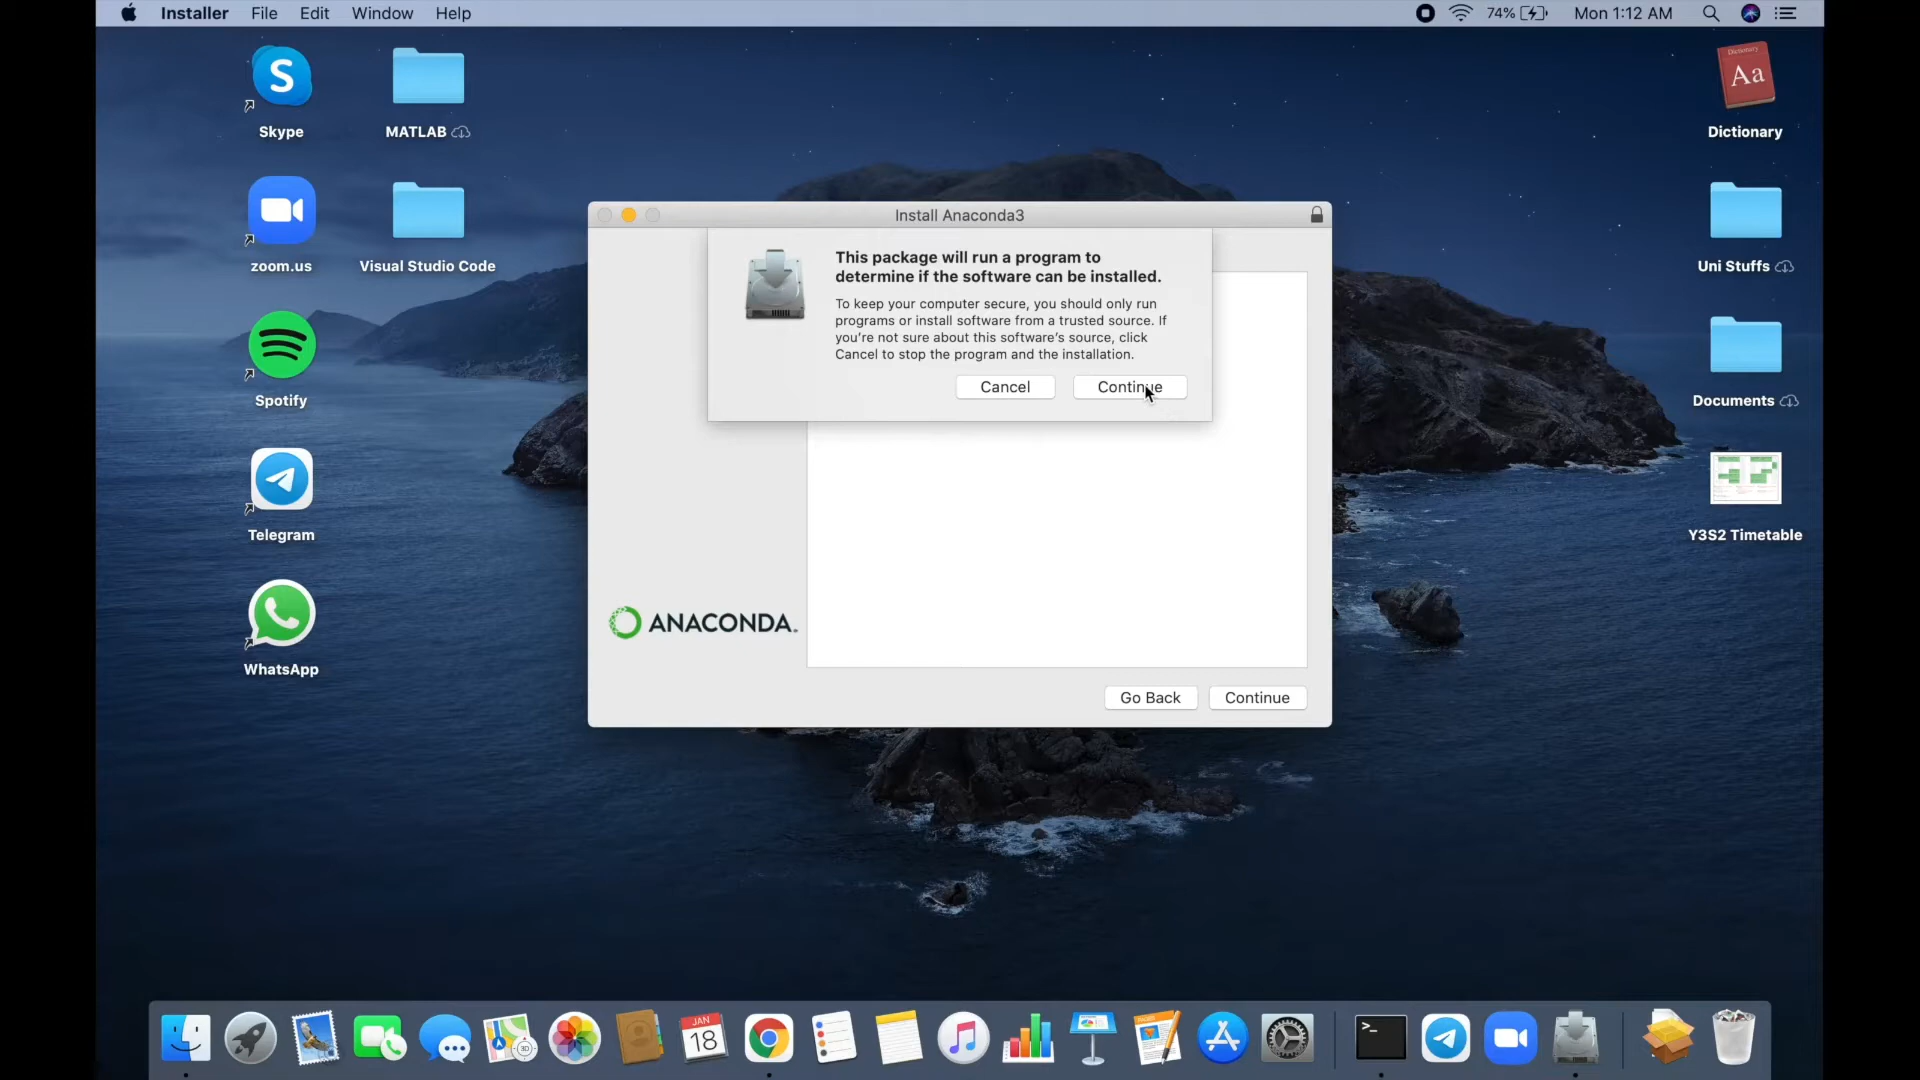 Installer File Edit Window Help 74% Mon 1:12 AM
Skype
MATLAB
Dictionary
Aa
Dictionary
zoom.us
Visual Studio Code
Uni Stuffs
Spotify
Documents
Telegram
Y3S2 Timetable
WhatsApp
Install Anaconda3
This package will run a program to
determine if the software can be installed.
To keep your computer secure, you should only run
programs or install software from a trusted source. If
you're not sure about this software's source, click
Cancel to stop the program and the installation.
Cancel Continue
ANACONDA.
Go Back Continue
JAN
18
3D
>_